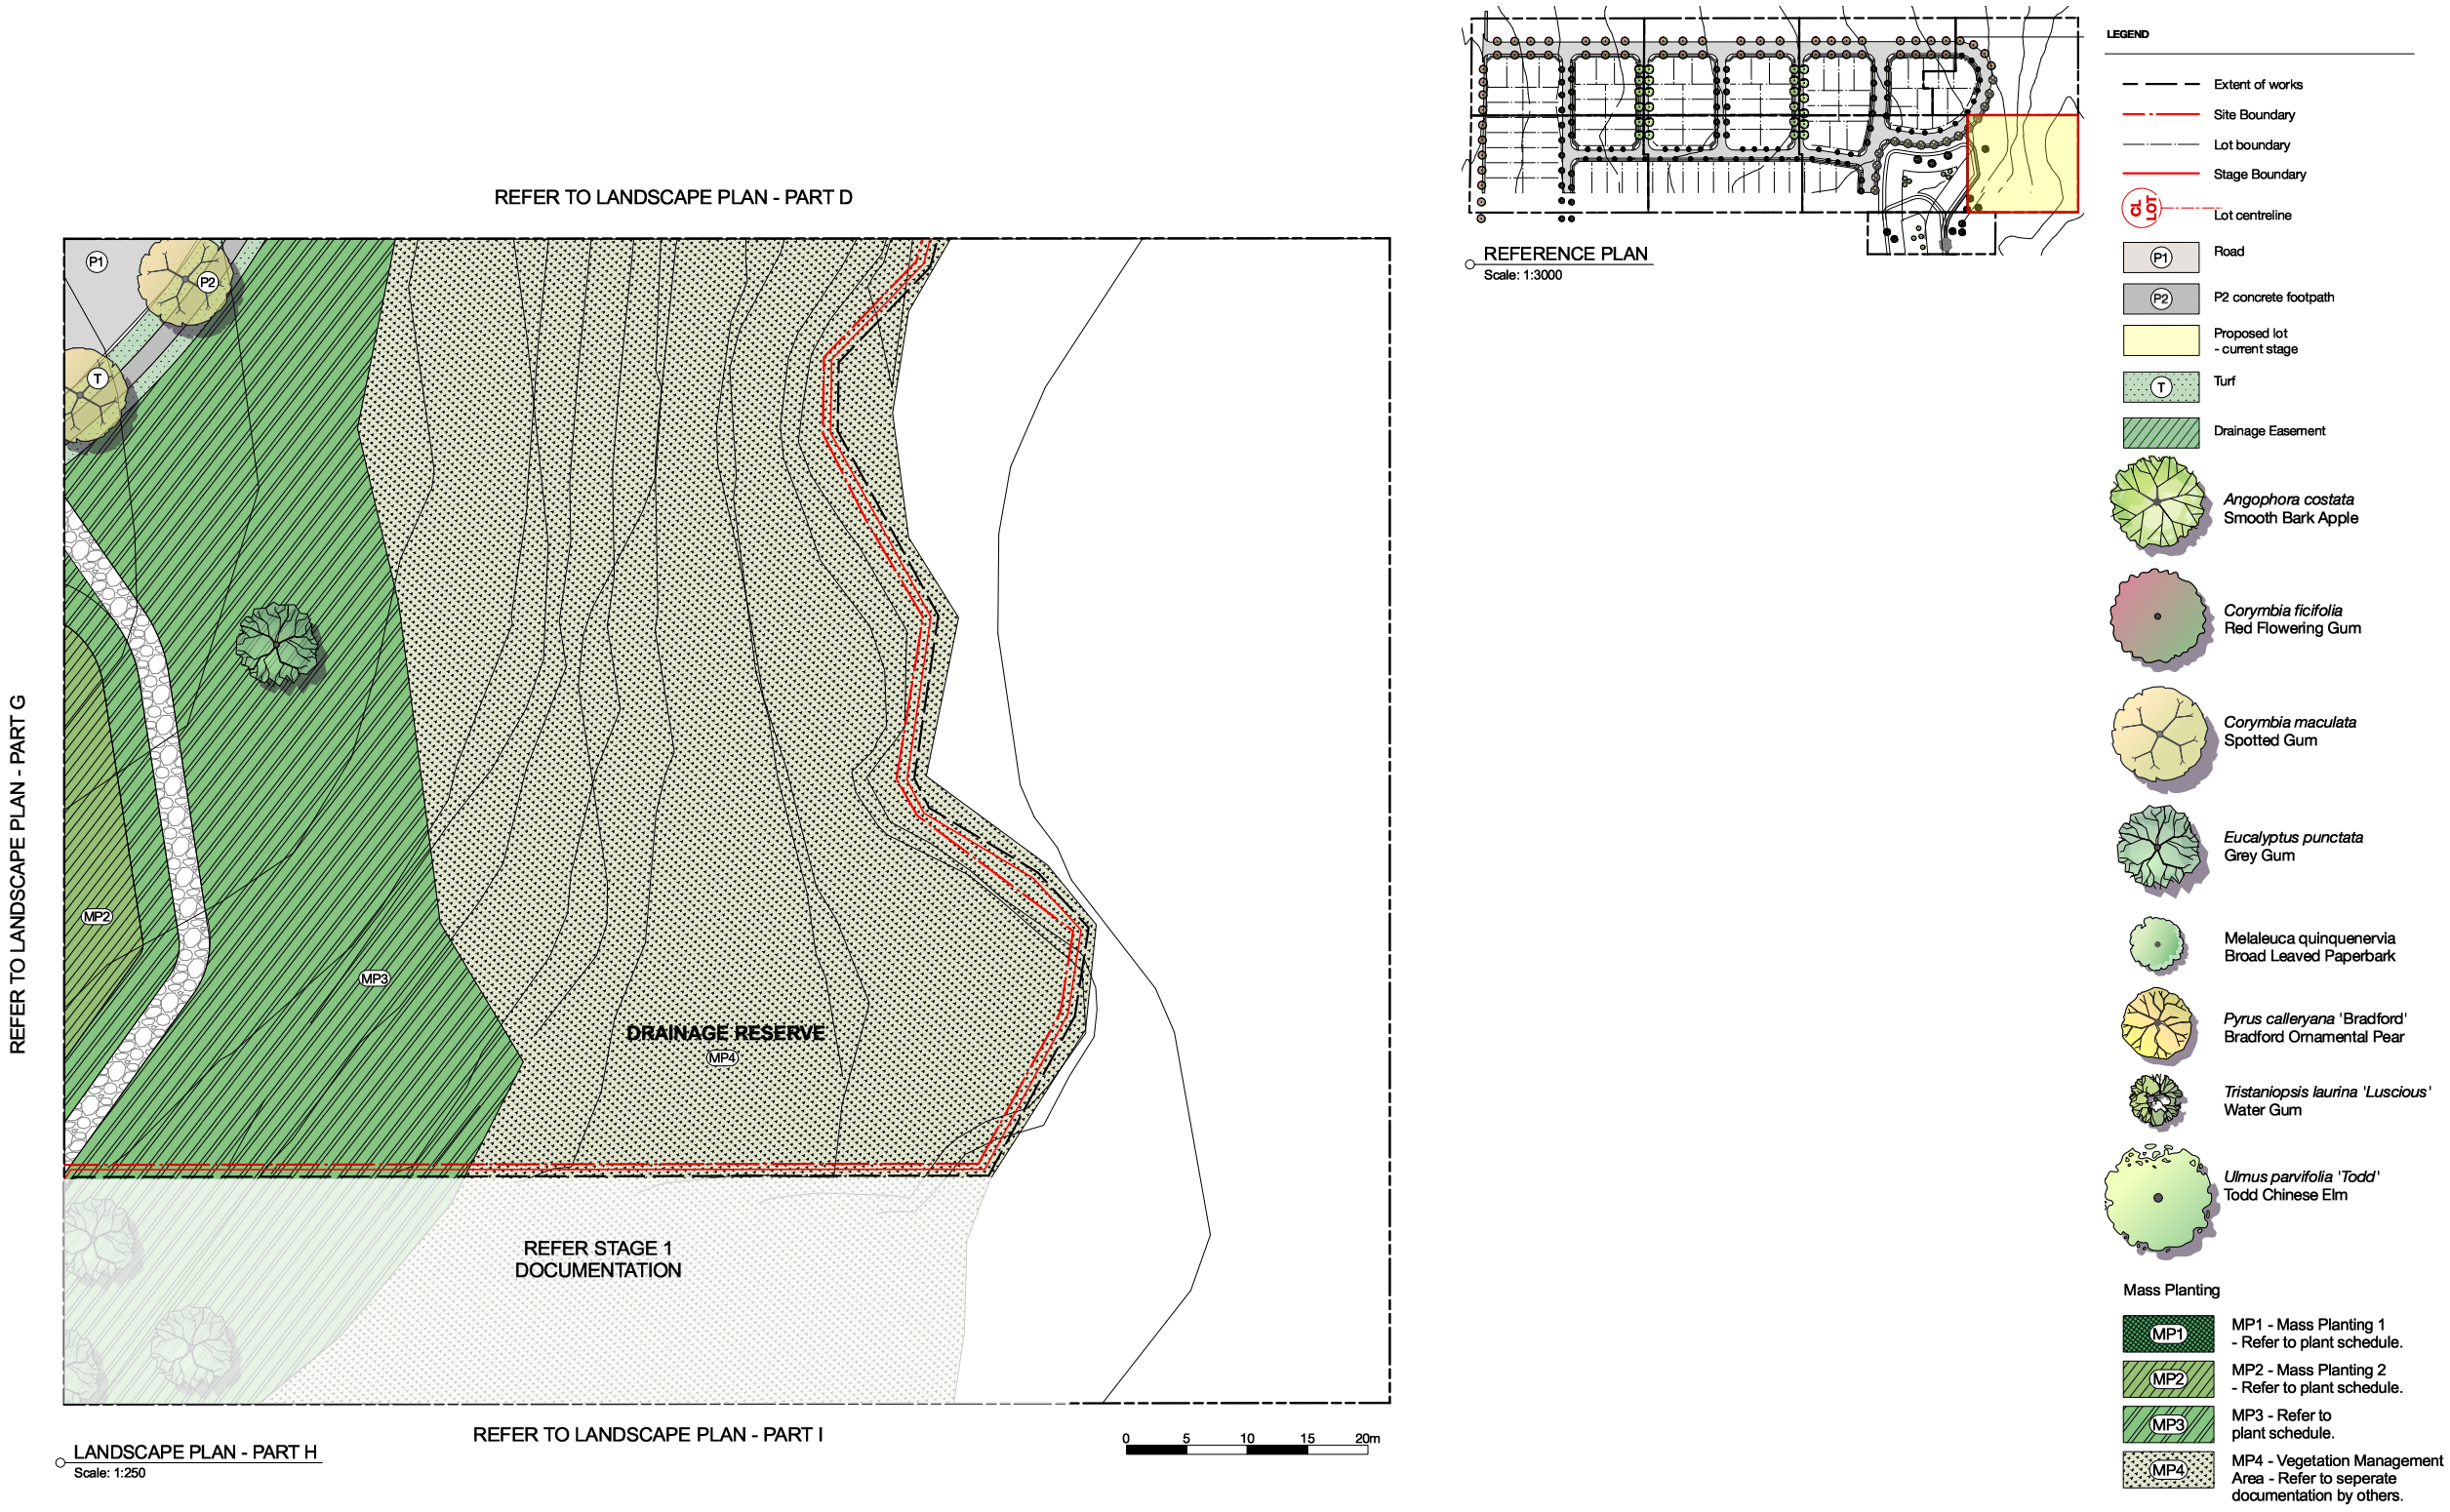 REFER TO LANDSCAPE PLAN - PART D
REFER TO LANDSCAPE PLAN - PART G
P1
P2
T
MP2
MP3
DRAINAGE RESERVE
MP4
REFER STAGE 1
DOCUMENTATION
REFER TO LANDSCAPE PLAN - PART I
LANDSCAPE PLAN - PART H
Scale: 1:250
0 5 10 15 20m
REFERENCE PLAN
Scale: 1:3000
LEGEND
Extent of works
Site Boundary
Lot boundary
Stage Boundary
CL
LOT
Lot centreline
P1
Road
P2
P2 concrete footpath
Proposed lot
- current stage
T
Turf
Drainage Easement
Angophora costata
Smooth Bark Apple
Corymbia ficifolia
Red Flowering Gum
Corymbia maculata
Spotted Gum
Eucalyptus punctata
Grey Gum
Melaleuca quinquenervia
Broad Leaved Paperbark
Pyrus calleryana 'Bradford'
Bradford Ornamental Pear
Tristaniopsis laurina 'Luscious'
Water Gum
Ulmus parvifolia 'Todd'
Todd Chinese Elm
Mass Planting
MP1
MP1 - Mass Planting 1
- Refer to plant schedule.
MP2
MP2 - Mass Planting 2
- Refer to plant schedule.
MP3
MP3 - Refer to
plant schedule.
MP4
MP4 - Vegetation Management
Area - Refer to seperate
documentation by others.